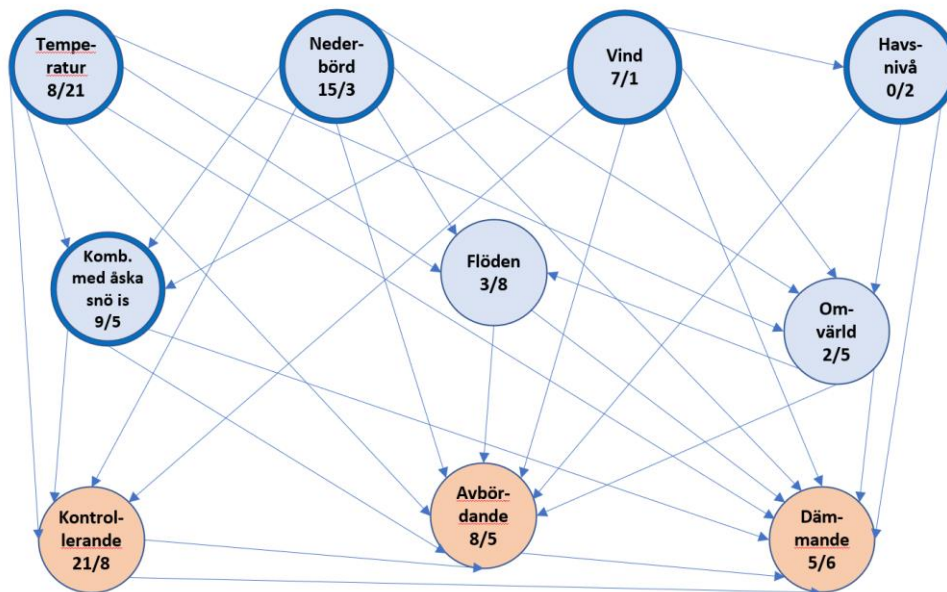 Tempe-
ratur
8/21
Neder-
börd
15/3
Vind
7/1
Havs-
nivå
0/2
Komb.
med åska
snö is
9/5
Flöden
3/8
Om-
värld
2/5
Kontrol-
lerande
21/8
Avbör-
dande
8/5
Däm-
mande
5/6